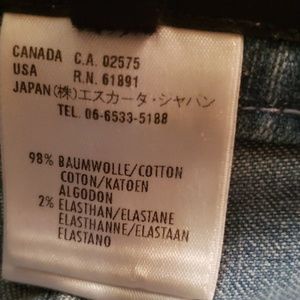 CANADA C.A. 02575
USA R.N. 61891
JAPAN (株)エスカーダ・ジャパン
TEL. 06-6533-5188
98% BAUMWOLLE/COTTON
COTON/KATOEN
ALGODON
2% ELASTHAN/ELASTANE
ELASTHANNE/ELASTAAN
ELASTANO